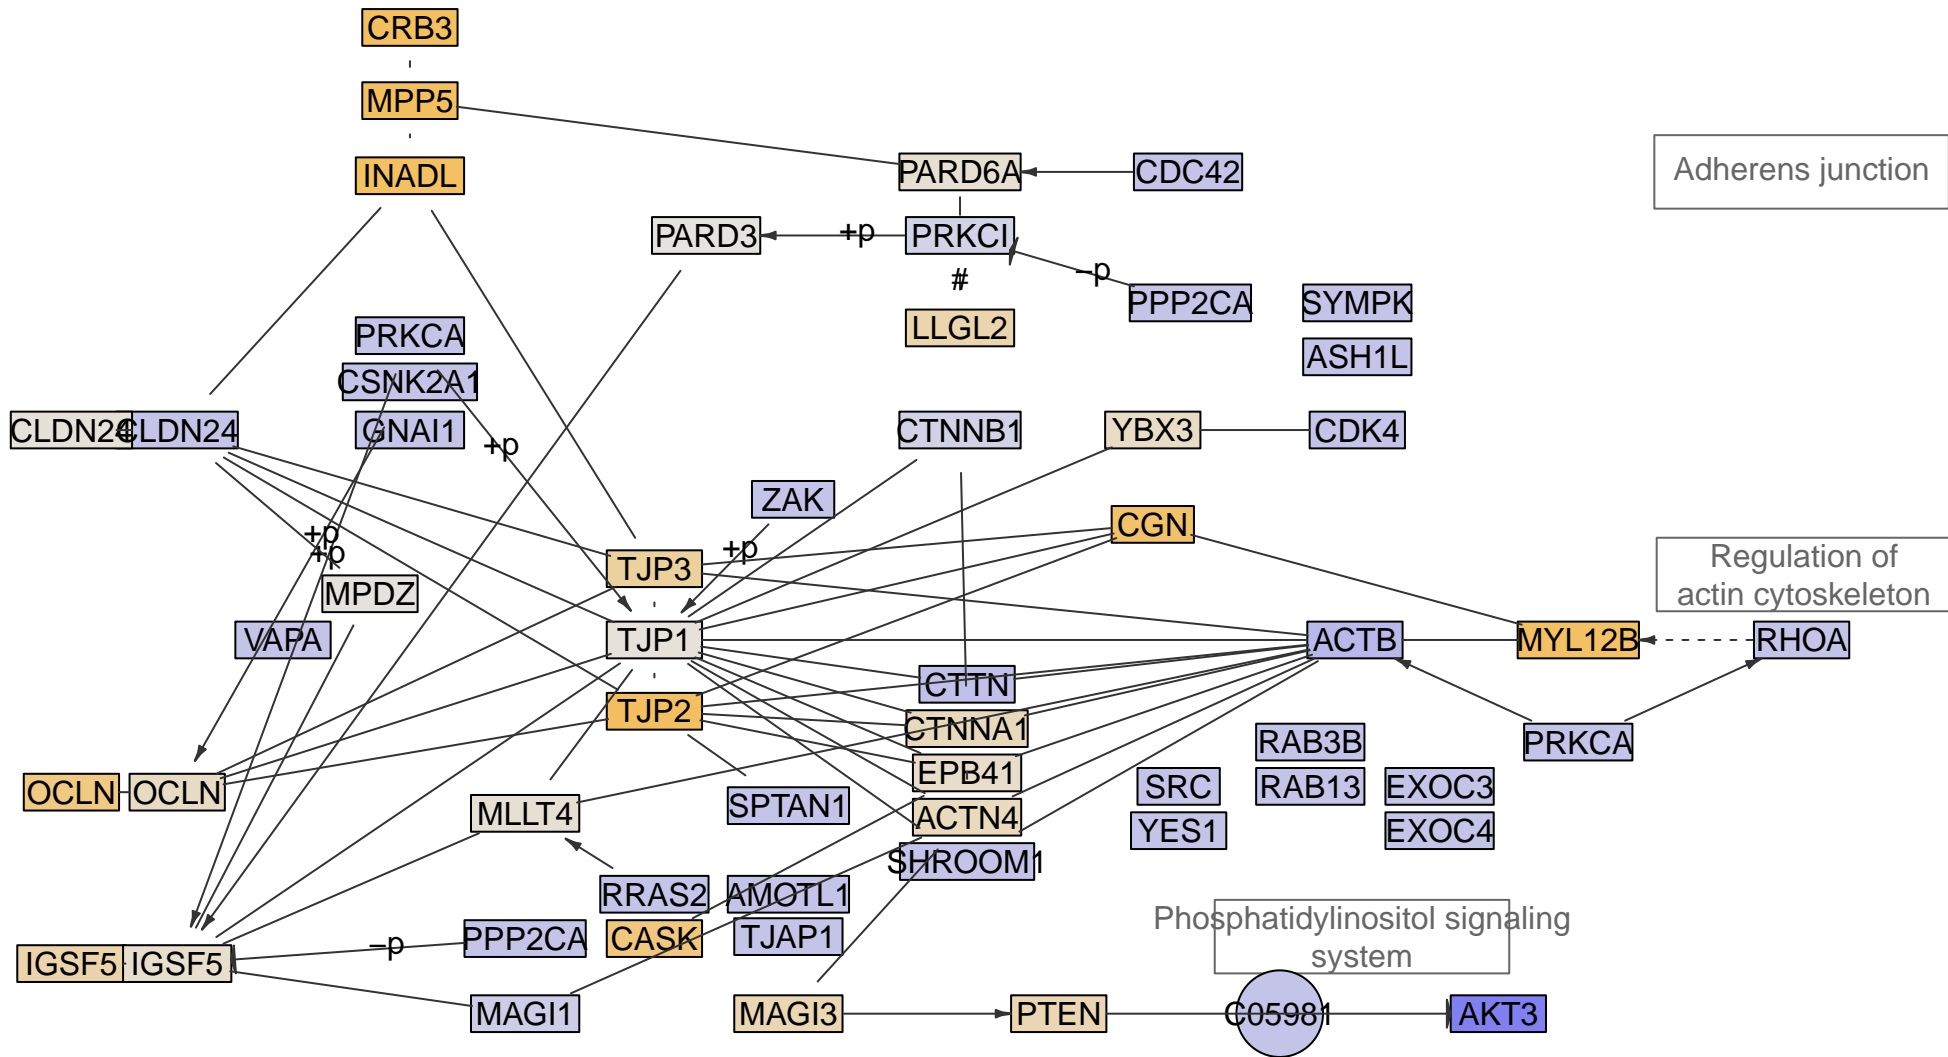 CRB3
MPP5
INADL
PARD6A
CDC42
Adherens junction
PARD3
+p
PRKCI
−p
#
PPP2CA
SYMPK
LLGL2
PRKCA
ASH1L
CSNK2A1
CLDN24
CLDN24
GNAI1
+p
CTNNB1
YBX3
CDK4
ZAK
CGN
+p
+p
+p
TJP3
MPDZ
Regulation of
actin cytoskeleton
VAPA
TJP1
ACTB
MYL12B
RHOA
CTTN
TJP2
CTNNA1
RAB3B
PRKCA
EPB41
OCLN
OCLN
SRC
RAB13
EXOC3
MLLT4
SPTAN1
ACTN4
YES1
EXOC4
SHROOM1
RRAS2
AMOTL1
PPP2CA
CASK
TJAP1
−p
Phosphatidylinositol signaling
system
IGSF5
IGSF5
MAGI1
MAGI3
PTEN
C05981
AKT3